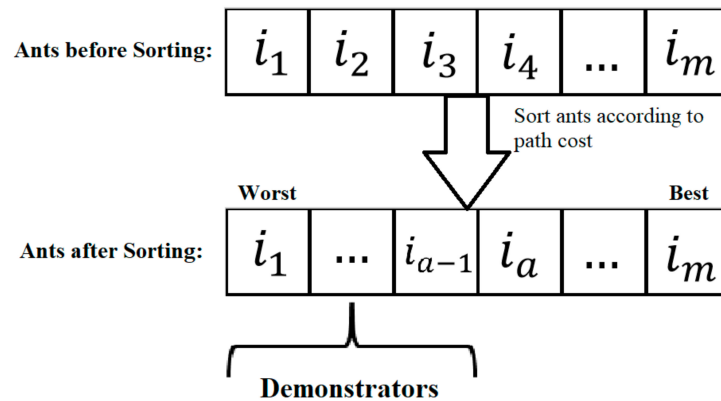 Ants before Sorting: i₁ i₂ i₃ i₄ ... iₘ
Sort ants according to
path cost
Worst Best
Ants after Sorting: i₁ ... iₐ₋₁ iₐ ... iₘ
Demonstrators